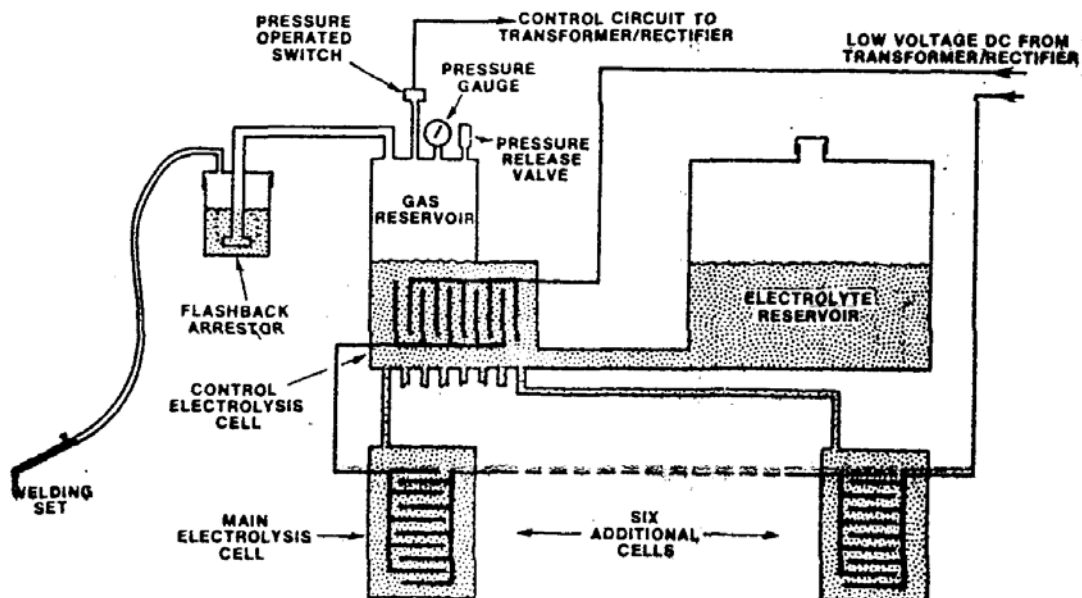 PRESSURE
OPERATED
SWITCH
CONTROL CIRCUIT TO
TRANSFORMER/RECTIFIER
PRESSURE
GAUGE
LOW VOLTAGE DC FROM
TRANSFORMER/RECTIFIER
PRESSURE
RELEASE
VALVE
GAS
RESERVOIR
FLASHBACK
ARRESTOR
ELECTROLYTE
RESERVOIR
CONTROL
ELECTROLYSIS
CELL
WELDING
SET
MAIN
ELECTROLYSIS
CELL
SIX
ADDITIONAL
CELLS